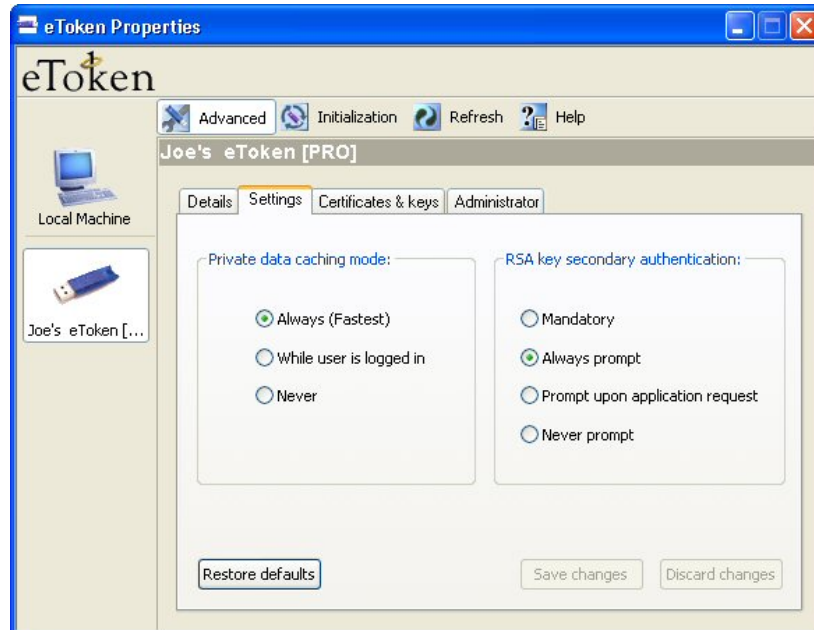 eToken Properties
eToken
Advanced Initialization Refresh Help
Joe's eToken [PRO]
Local Machine
Joe's eToken [...
Details Settings Certificates & keys Administrator
Private data caching mode:
Always (Fastest)
While user is logged in
Never
RSA key secondary authentication:
Mandatory
Always prompt
Prompt upon application request
Never prompt
Restore defaults Save changes Discard changes